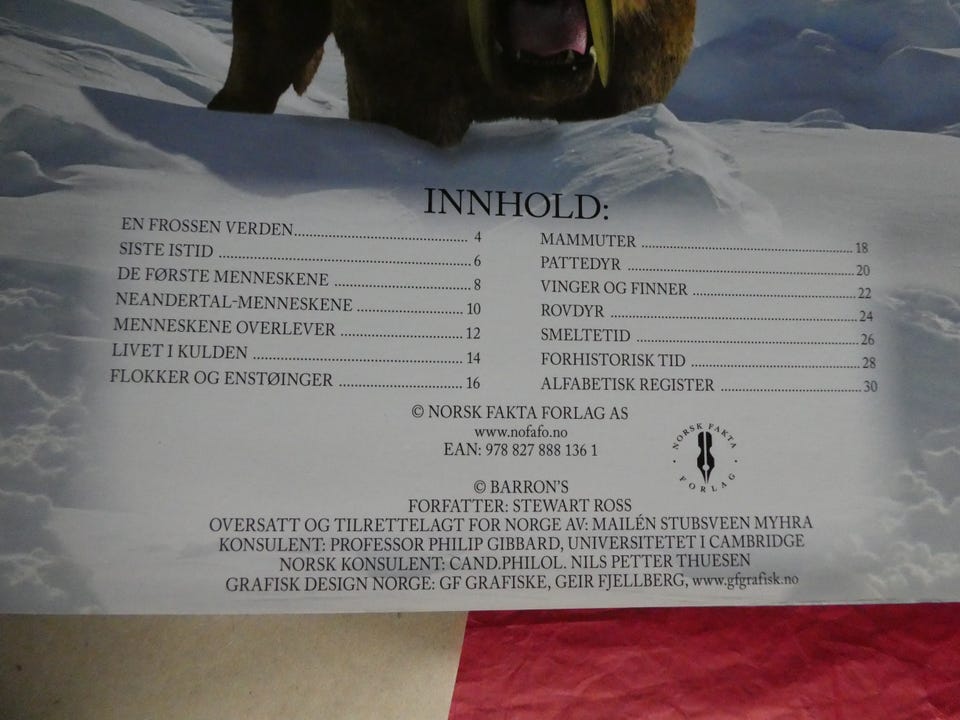 INNHOLD:
EN FROSSEN VERDEN........ 4
SISTE ISTID ........ 6
DE FØRSTE MENNESKENE ........ 8
NEANDERTAL-MENNESKENE ........ 10
MENNESKENE OVERLEVER ........ 12
LIVET I KULDEN ........ 14
FLOKKER OG ENSTØINGER ........ 16
MAMMUTER ........ 18
PATTEDYR ........ 20
VINGER OG FINNER ........ 22
ROVDYR ........ 24
SMELTETID ........ 26
FORHISTORISK TID ........ 28
ALFABETISK REGISTER ........ 30
© NORSK FAKTA FORLAG AS
www.nofafo.no
EAN: 978 827 888 136 1
NORSK FAKTA
FORLAG
© BARRON'S
FORFATTER: STEWART ROSS
OVERSATT OG TILRETTELAGT FOR NORGE AV: MAILÉN STUBSVEEN MYHRA
KONSULENT: PROFESSOR PHILIP GIBBARD, UNIVERSITETET I CAMBRIDGE
NORSK KONSULENT: CAND.PHILOL. NILS PETTER THUESEN
GRAFISK DESIGN NORGE: GF GRAFISKE, GEIR FJELLBERG, www.gfgrafisk.no